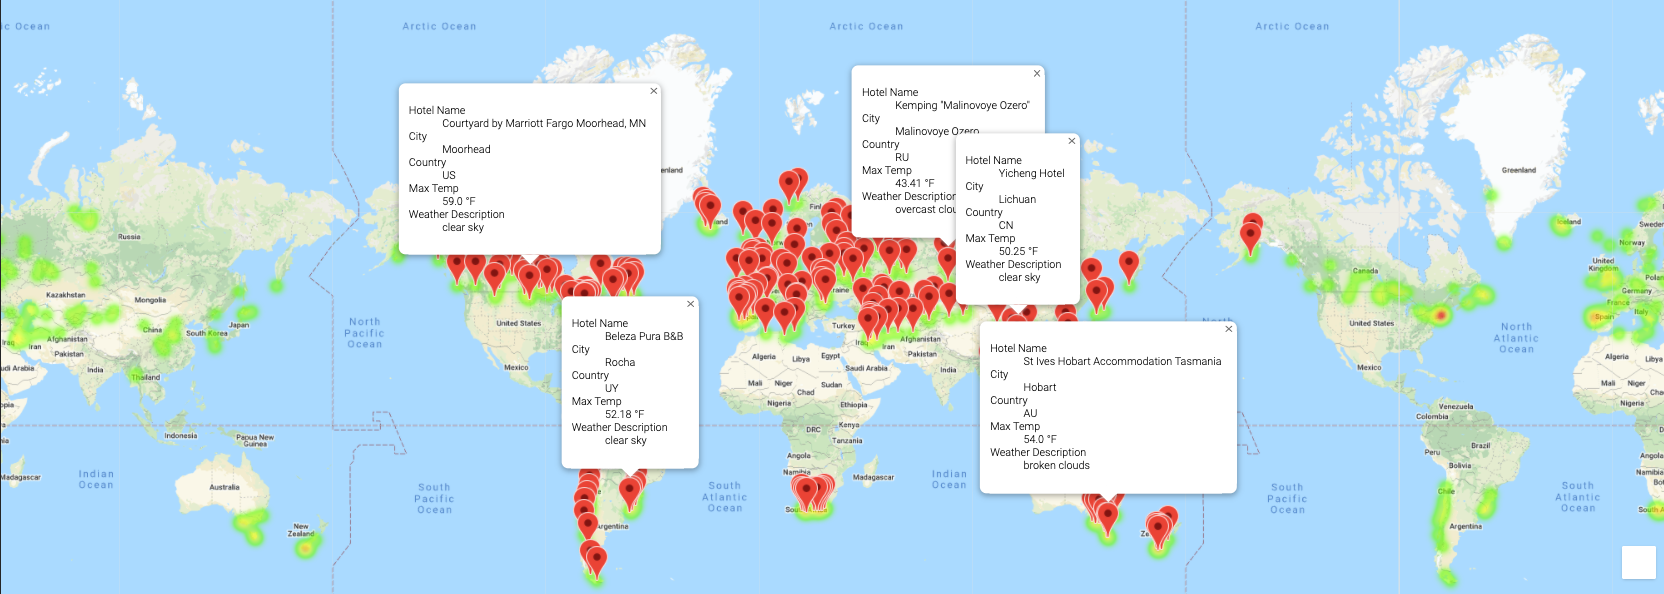 ic Ocean
Arctic Ocean
Arctic Ocean
Arctic Ocean
Hotel Name
Courtyard by Marriott Fargo Moorhead, MN
City
Moorhead
Country
US
Max Temp
59.0 °F
Weather Description
clear sky
Hotel Name
Kemping "Malinovoye Ozero"
City
Malinovoye Ozero
Country
RU
Max Temp
43.41 °F
Weather Description
overcast clou
Hotel Name
Yicheng Hotel
City
Lichuan
Country
CN
Max Temp
50.25 °F
Weather Description
clear sky
Hotel Name
Beleza Pura B&B
City
Rocha
Country
UY
Max Temp
52.18 °F
Weather Description
clear sky
Hotel Name
St Ives Hobart Accommodation Tasmania
City
Hobart
Country
AU
Max Temp
54.0 °F
Weather Description
broken clouds
Russia
Kazakhstan
Mongolia
China
South Korea
Japan
Iraq
Iran
Afghanistan
Pakistan
India
Thailand
Indonesia
Papua New
Guinea
Madagascar
Indian
Ocean
Australia
New
Zealand
North
Pacific
Ocean
South
Pacific
Ocean
United States
Mexico
Argentina
South
Atlantic
Ocean
Turkey
Iraq
Iran
Afghanistan
Pakistan
Algeria
Libya
Egypt
Saudi Arabia
India
Mali
Niger
Chad
Sudan
Nigeria
Ethiopia
DRC
Kenya
Tanzania
Angola
Namibia
Madagascar
Indian
Ocean
South
Pacific
Ocean
Greenland
Iceland
Canada
United States
Mexico
North
Atlantic
Ocean
Venezuela
Colombia
Brazil
Peru
Bolivia
Chile
Argentina
South
Atlantic
Ocean
Sweden
Norway
United
Kingdom
France
Spain
Italy
Algeria
Libya
Mali
Niger
Nigeria
Angola
Namibia